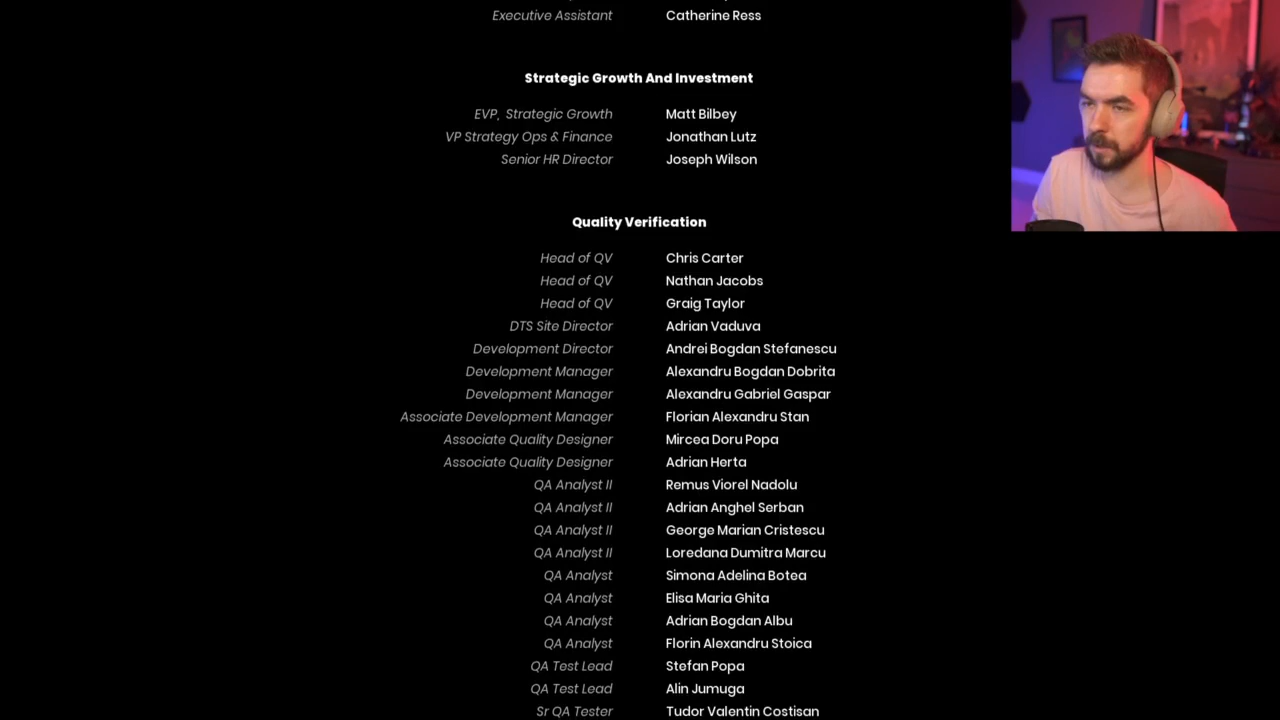 Executive Assistant Catherine Ress
Strategic Growth And Investment
EVP, Strategic Growth Matt Bilbey
VP Strategy Ops & Finance Jonathan Lutz
Senior HR Director Joseph Wilson
Quality Verification
Head of QV Chris Carter
Head of QV Nathan Jacobs
Head of QV Graig Taylor
DTS Site Director Adrian Vaduva
Development Director Andrei Bogdan Stefanescu
Development Manager Alexandru Bogdan Dobrita
Development Manager Alexandru Gabriel Gaspar
Associate Development Manager Florian Alexandru Stan
Associate Quality Designer Mircea Doru Popa
Associate Quality Designer Adrian Herta
QA Analyst II Remus Viorel Nadolu
QA Analyst II Adrian Anghel Serban
QA Analyst II George Marian Cristescu
QA Analyst II Loredana Dumitra Marcu
QA Analyst Simona Adelina Botea
QA Analyst Elisa Maria Ghita
QA Analyst Adrian Bogdan Albu
QA Analyst Florin Alexandru Stoica
QA Test Lead Stefan Popa
QA Test Lead Alin Jumuga
Sr QA Tester Tudor Valentin Costisan